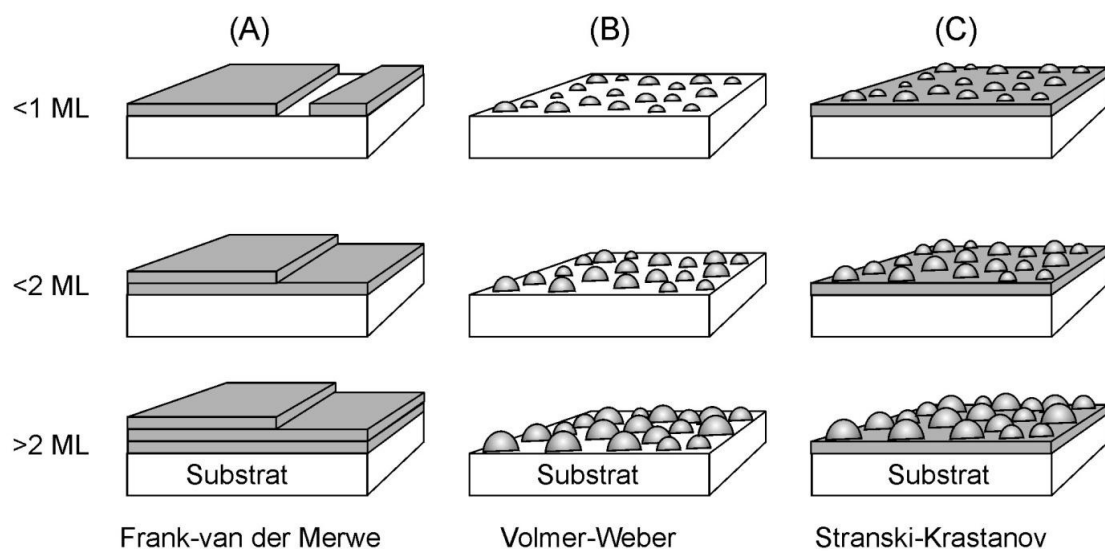 (A) (B) (C)
<1 ML
<2 ML
>2 ML
Substrat Substrat Substrat
Frank-van der Merwe Volmer-Weber Stranski-Krastanov